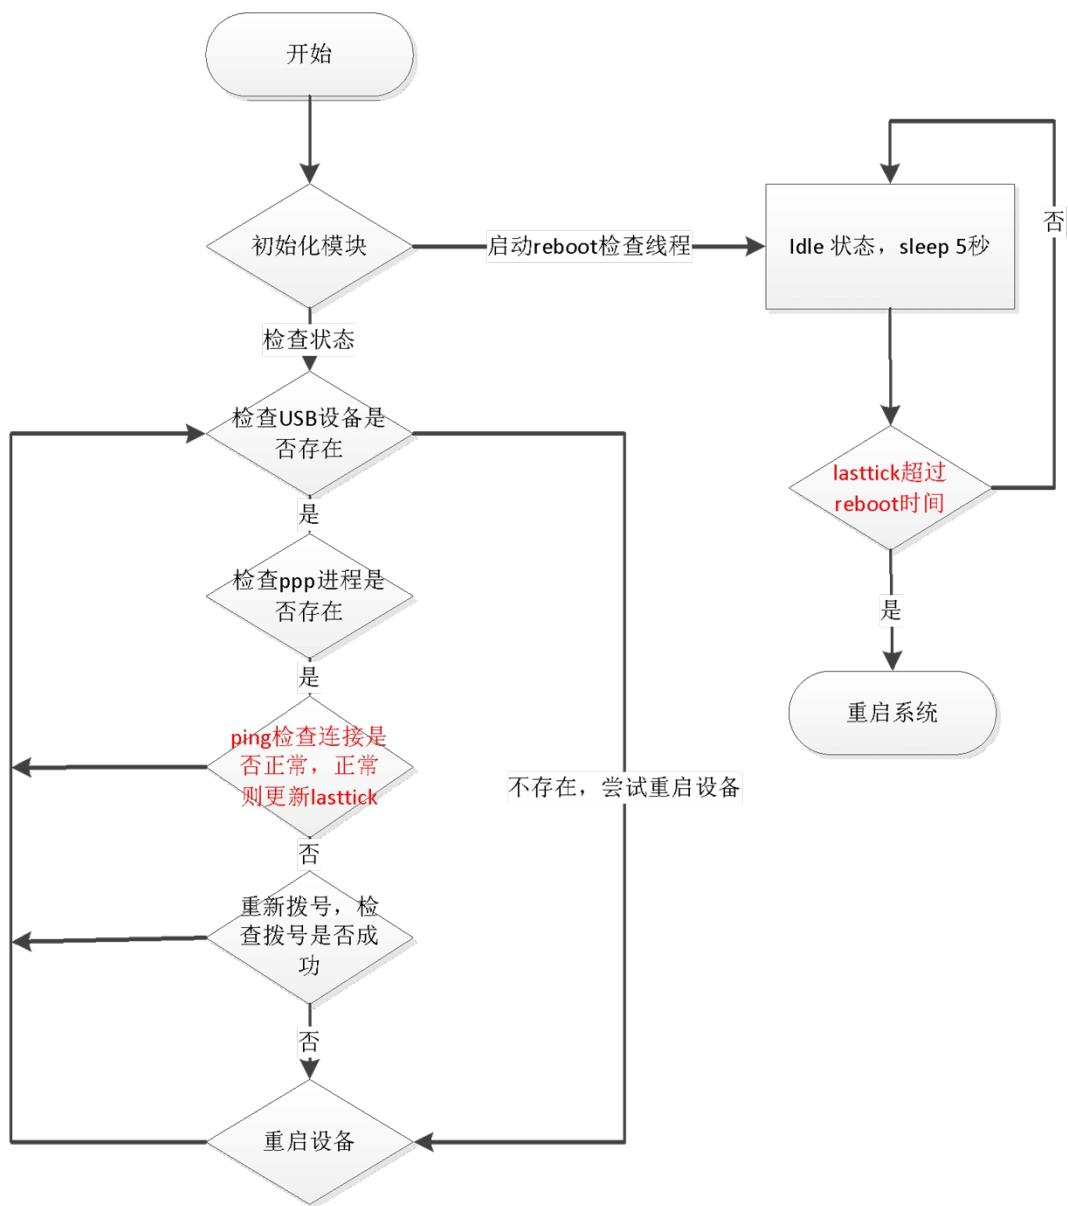 开始
初始化模块
启动reboot检查线程
Idle 状态，sleep 5秒
否
检查状态
检查USB设备是
否存在
lasttick超过
reboot时间
是
检查ppp进程是
否存在
是
是
重启系统
ping检查连接是
否正常，正常
则更新lasttick
不存在，尝试重启设备
否
重新拨号，检
查拨号是否成
功
否
重启设备